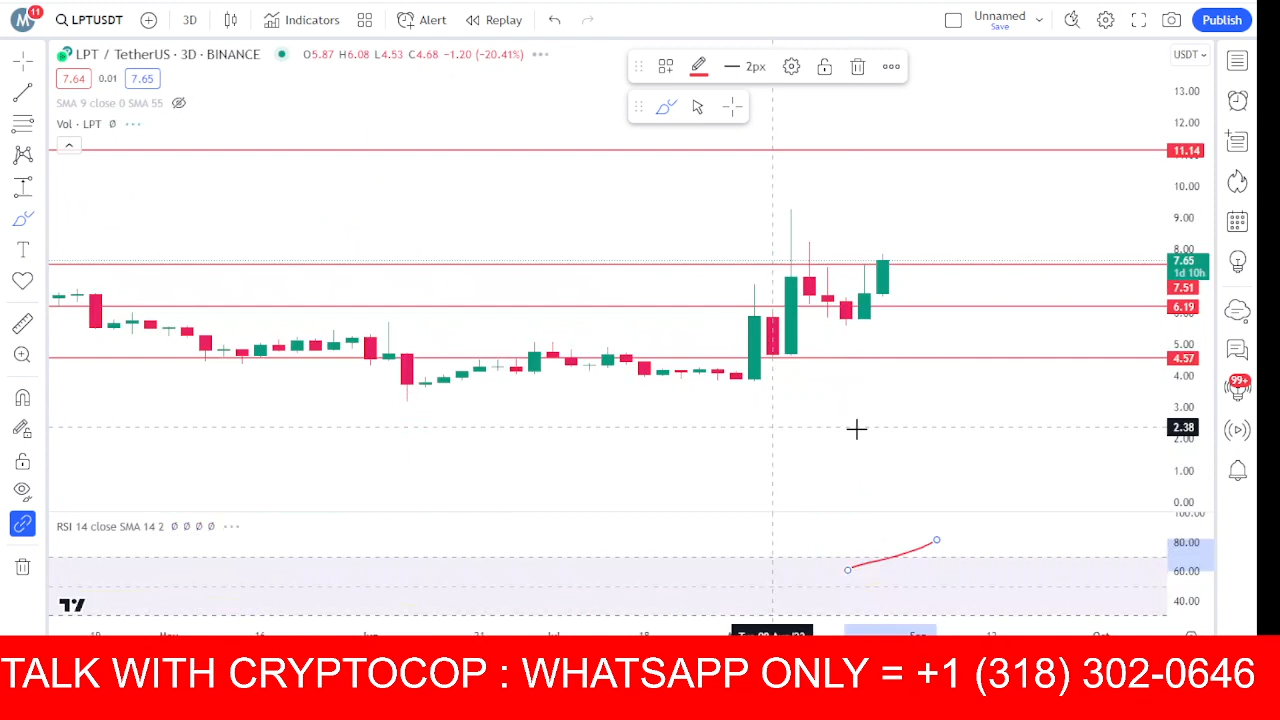 M 11 LPTUSDT 3D Indicators Alert Replay Unnamed Save Publish
LPT / TetherUS · 3D · BINANCE O5.87 H6.08 L4.53 C4.68 −1.20 (−20.41%) USDT
7.64 0.01 7.65
2px
SMA 9 close 0 SMA 55
Vol · LPT
13.00
12.00
11.14
10.00
9.00
8.00
7.65
1d 10h
7.51
6.19
5.00
4.57
4.00
3.00
2.38
2.00
1.00
0.00
99+
RSI 14 close SMA 14 2
100.00
80.00
60.00
40.00
16 21 18 12
TALK WITH CRYPTOCOP : WHATSAPP ONLY = +1 (318) 302-0646